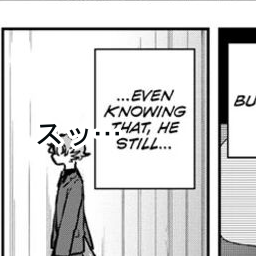 ...EVEN
KNOWING
THAT, HE
STILL...
スッ…
BU